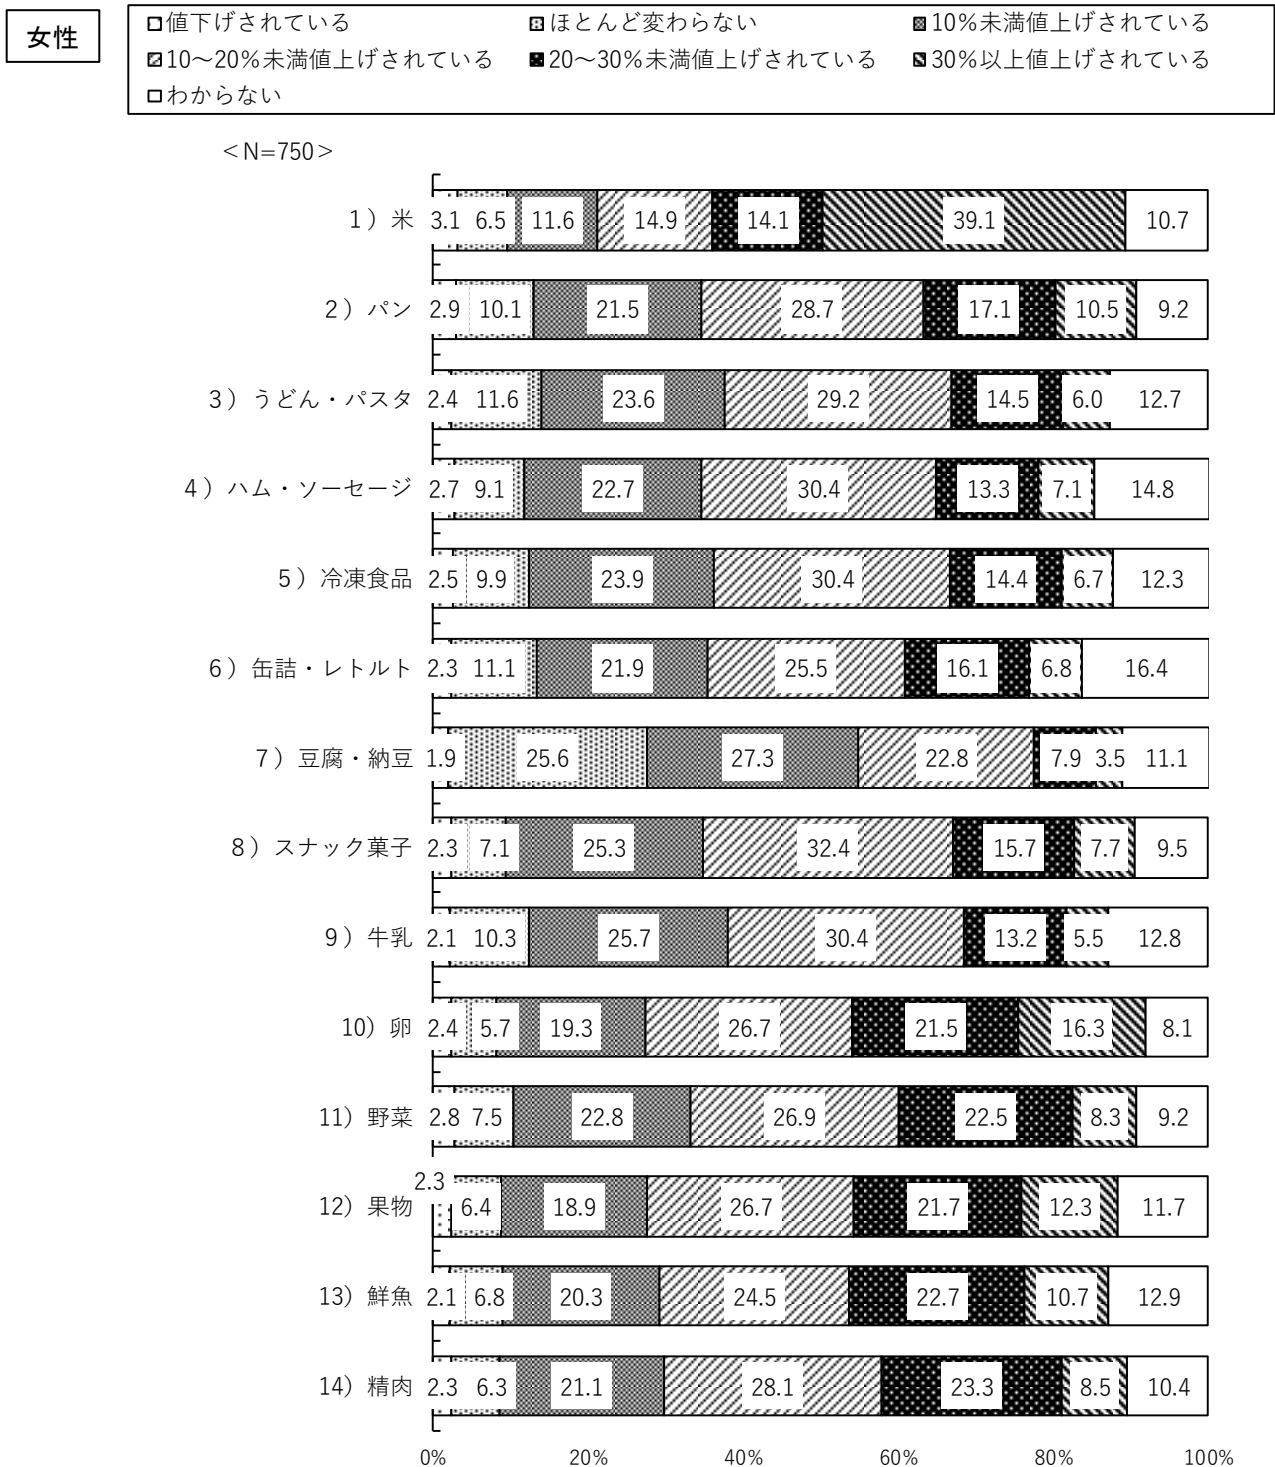 女性
値下げされている ほとんど変わらない 10％未満値上げされている
10～20％未満値上げされている 20～30％未満値上げされている 30％以上値上げされている
わからない
＜N=750＞
1）米 3.1 6.5 11.6 14.9 14.1 39.1 10.7
2）パン 2.9 10.1 21.5 28.7 17.1 10.5 9.2
3）うどん・パスタ 2.4 11.6 23.6 29.2 14.5 6.0 12.7
4）ハム・ソーセージ 2.7 9.1 22.7 30.4 13.3 7.1 14.8
5）冷凍食品 2.5 9.9 23.9 30.4 14.4 6.7 12.3
6）缶詰・レトルト 2.3 11.1 21.9 25.5 16.1 6.8 16.4
7）豆腐・納豆 1.9 25.6 27.3 22.8 7.9 3.5 11.1
8）スナック菓子 2.3 7.1 25.3 32.4 15.7 7.7 9.5
9）牛乳 2.1 10.3 25.7 30.4 13.2 5.5 12.8
10）卵 2.4 5.7 19.3 26.7 21.5 16.3 8.1
11）野菜 2.8 7.5 22.8 26.9 22.5 8.3 9.2
12）果物 2.3 6.4 18.9 26.7 21.7 12.3 11.7
13）鮮魚 2.1 6.8 20.3 24.5 22.7 10.7 12.9
14）精肉 2.3 6.3 21.1 28.1 23.3 8.5 10.4
0% 20% 40% 60% 80% 100%